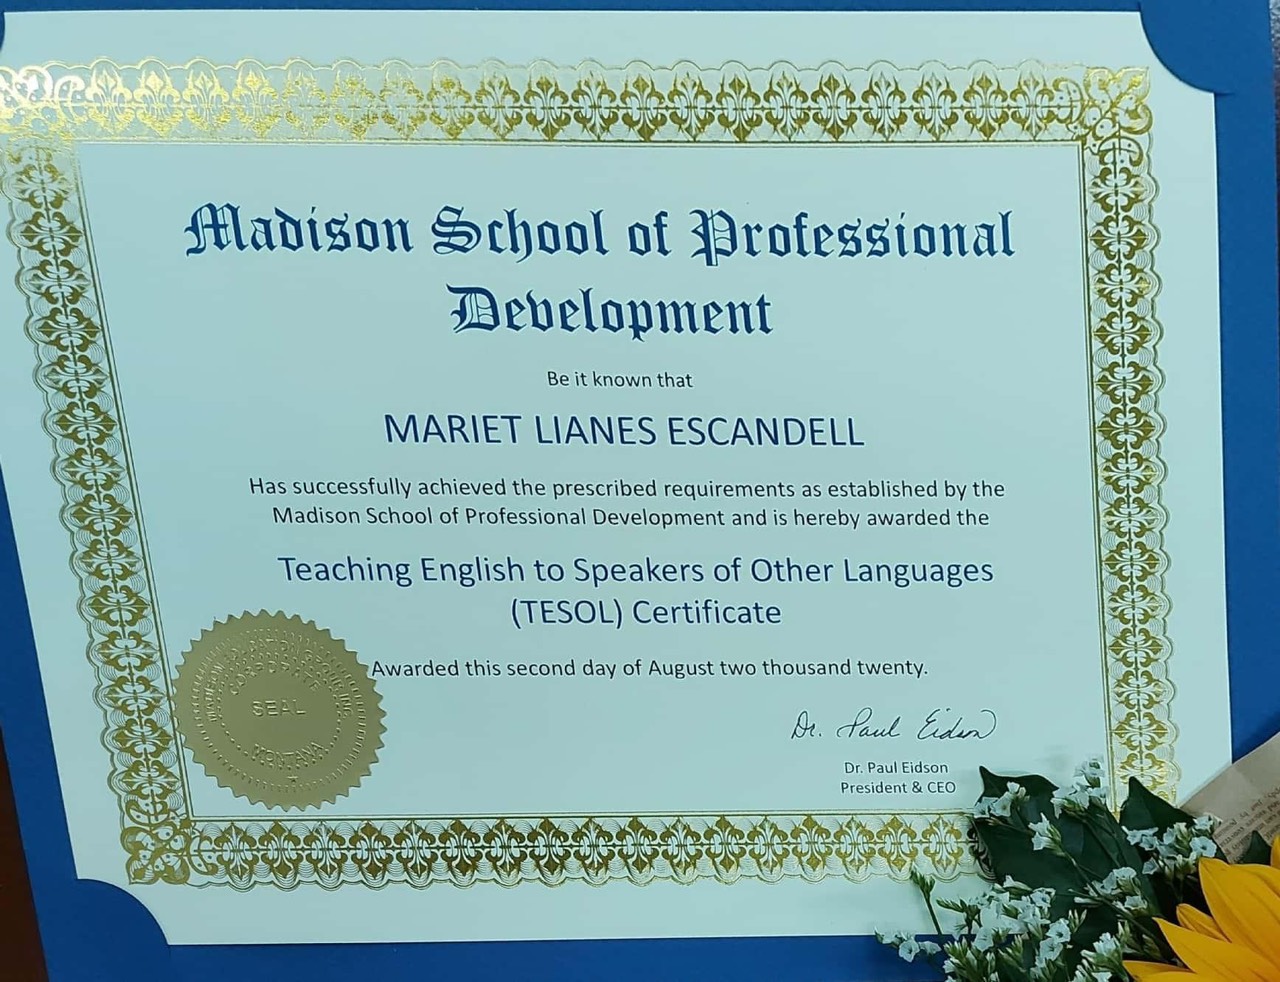 Madison School of Professional
Development
Be it known that
MARIET LIANES ESCANDELL
Has successfully achieved the prescribed requirements as established by the
Madison School of Professional Development and is hereby awarded the
Teaching English to Speakers of Other Languages
(TESOL) Certificate
Awarded this second day of August two thousand twenty.
CORPORATE
SEAL
MONTANA
Dr. Paul Eidson
Dr. Paul Eidson
President & CEO